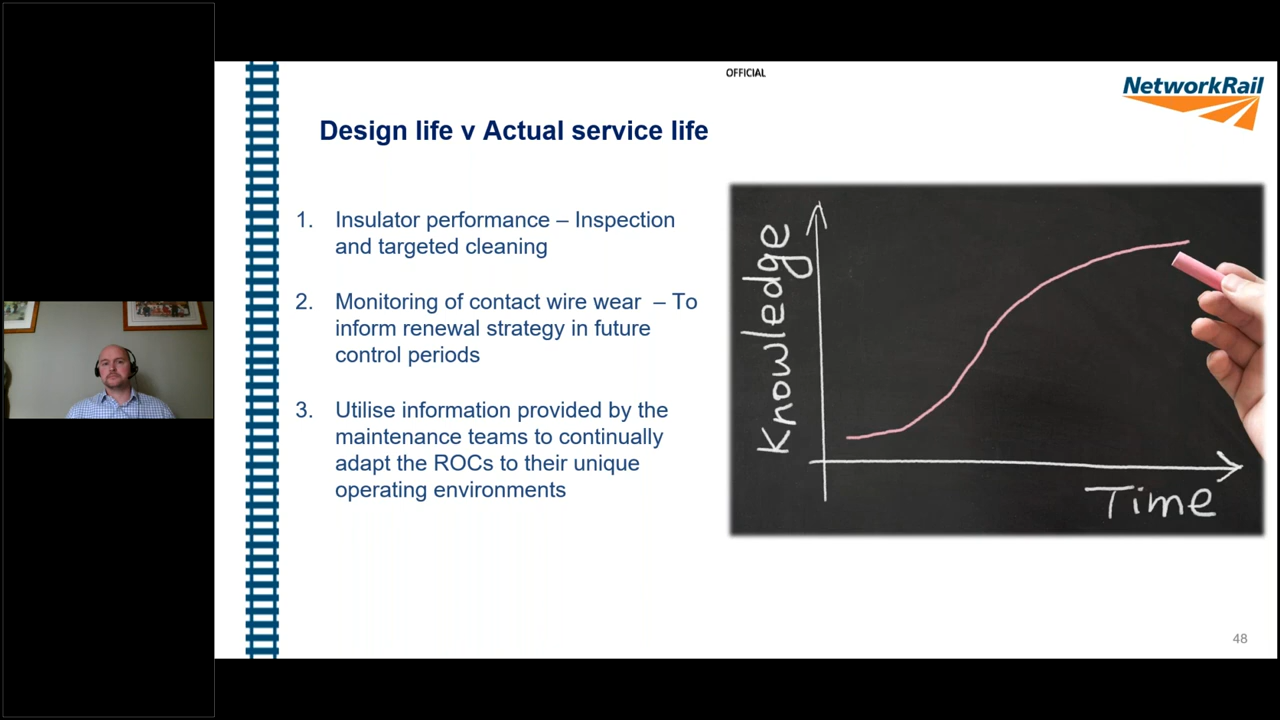 OFFICIAL
NetworkRail
Design life v Actual service life
1. Insulator performance – Inspection
and targeted cleaning
2. Monitoring of contact wire wear – To
inform renewal strategy in future
control periods
3. Utilise information provided by the
maintenance teams to continually
adapt the ROCs to their unique
operating environments
Knowledge
Time
48